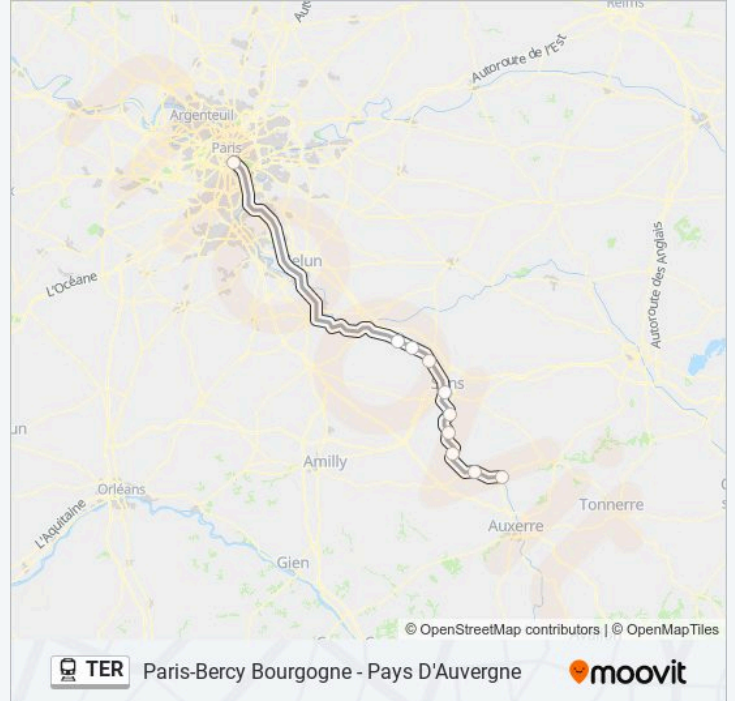 Reims
Autoroute de l'Est
Argenteuil
Paris
Autoroute des Anglais
elun
L'Océane
Sens
Amilly
Orléans
Tonnerre
L'Aquitaine
Auxerre
Gien
© OpenStreetMap contributors | © OpenMapTiles
TER Paris-Bercy Bourgogne - Pays D'Auvergne moovit